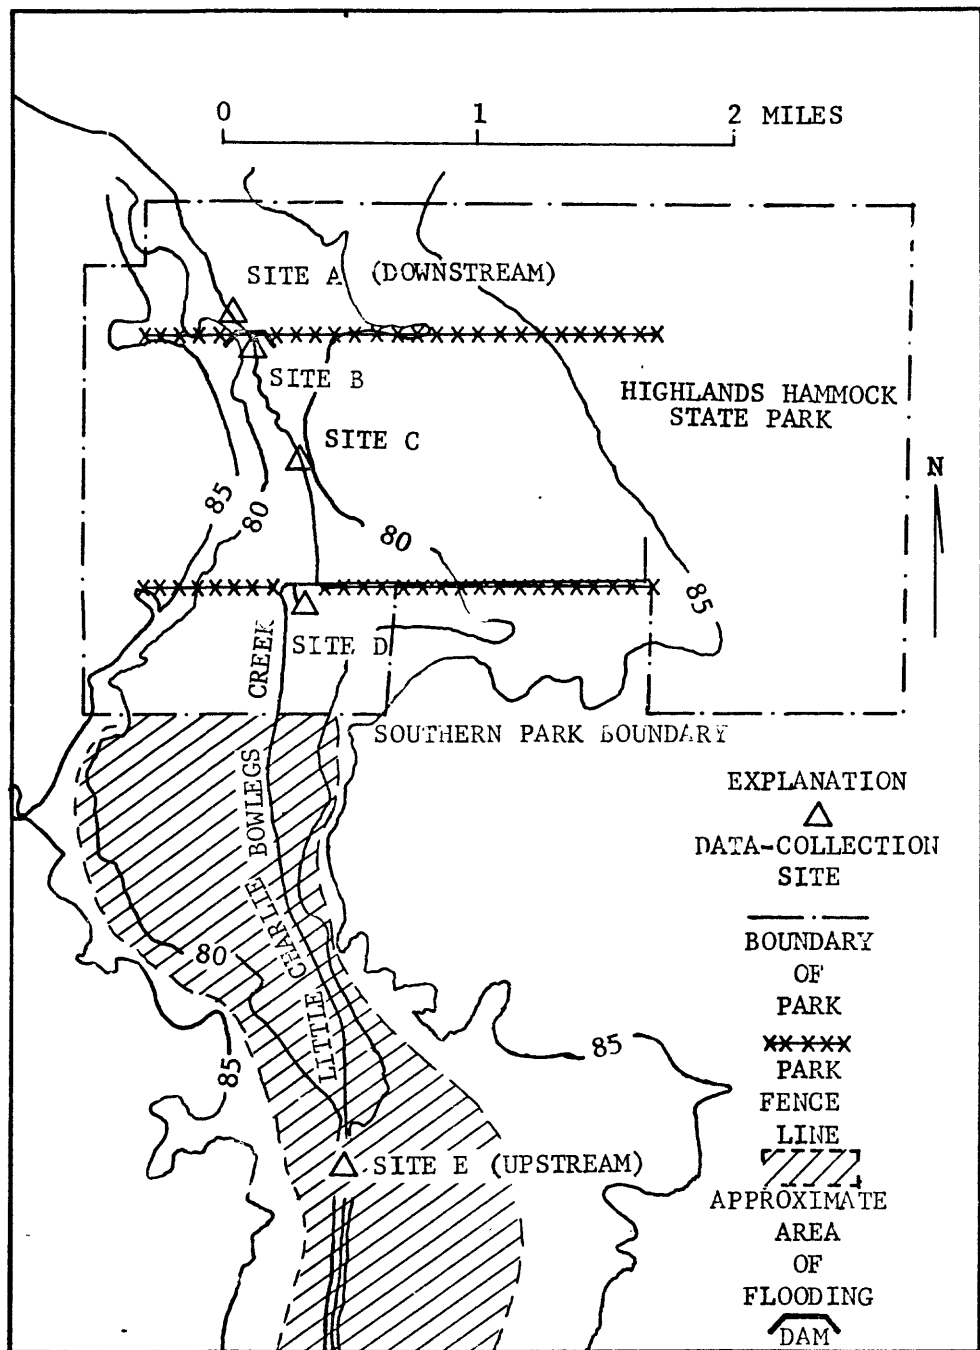 0 1 2 MILES
SITE A (DOWNSTREAM)
SITE B
HIGHLANDS HAMMOCK
STATE PARK
SITE C
N
85
80
80
85
SITE D
LITTLE CHARLIE BOWLEGS CREEK
SOUTHERN PARK BOUNDARY
EXPLANATION
DATA-COLLECTION
SITE
BOUNDARY
OF
PARK
80
85
85
PARK
FENCE
LINE
SITE E (UPSTREAM)
APPROXIMATE
AREA
OF
FLOODING
DAM